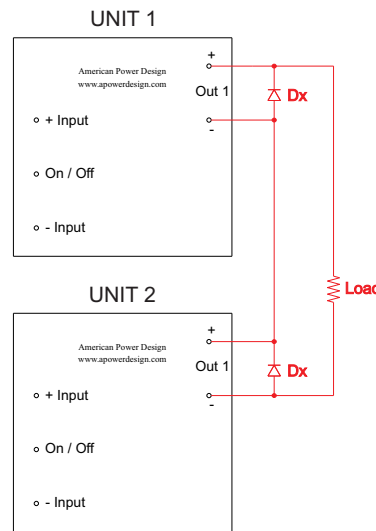 UNIT 1
+
American Power Design
www.apowerdesign.com
Out 1
Dx
+ Input
-
On / Off
- Input
Load
UNIT 2
+
American Power Design
www.apowerdesign.com
Out 1
Dx
+ Input
-
On / Off
- Input